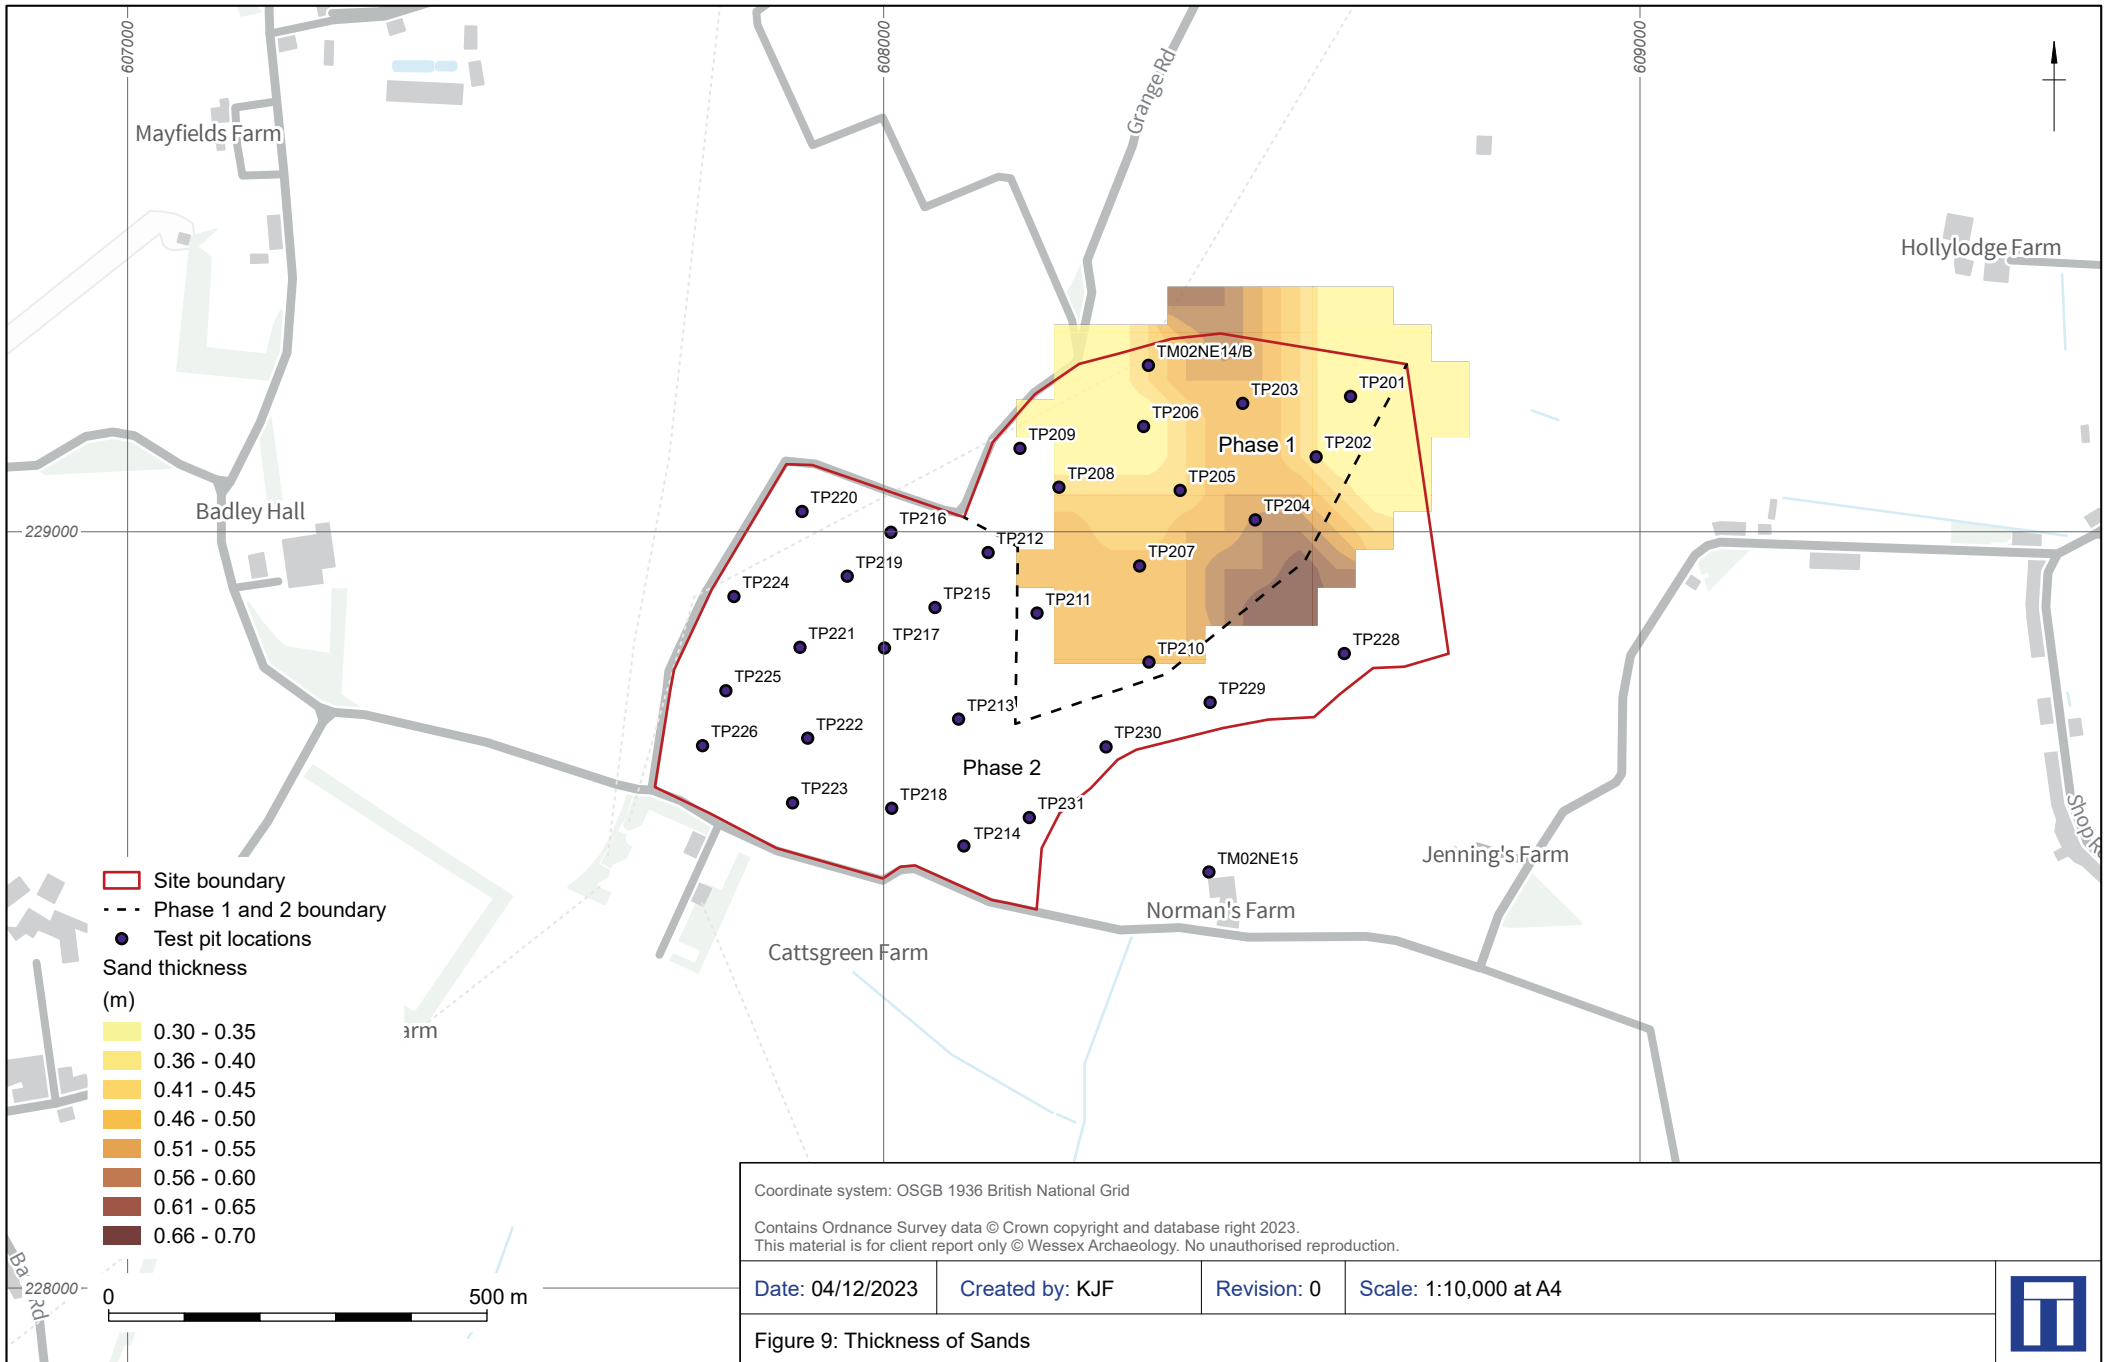 607000
608000
609000
Grange Rd
Mayfields Farm
Hollylodge Farm
TM02NE14/B
TP203
TP201
TP206
TP209
Phase 1
TP202
TP208
TP205
TP220
TP204
Badley Hall
TP216
229000
TP212
TP207
TP219
TP224
TP215
TP211
TP221
TP217
TP228
TP210
TP225
TP229
TP213
TP226
TP222
TP230
Phase 2
TP223
TP218
TP231
TP214
Shop
TM02NE15
Jenning's Farm
Norman's Farm
Cattsgreen Farm
Site boundary
Phase 1 and 2 boundary
Test pit locations
Sand thickness
(m)
arm
0.30 - 0.35
0.36 - 0.40
0.41 - 0.45
0.46 - 0.50
0.51 - 0.55
0.56 - 0.60
0.61 - 0.65
0.66 - 0.70
Ba Rd
228000
0 500 m
Coordinate system: OSGB 1936 British National Grid
Contains Ordnance Survey data © Crown copyright and database right 2023.
This material is for client report only © Wessex Archaeology. No unauthorised reproduction.
Date: 04/12/2023 Created by: KJF Revision: 0 Scale: 1:10,000 at A4
Figure 9: Thickness of Sands